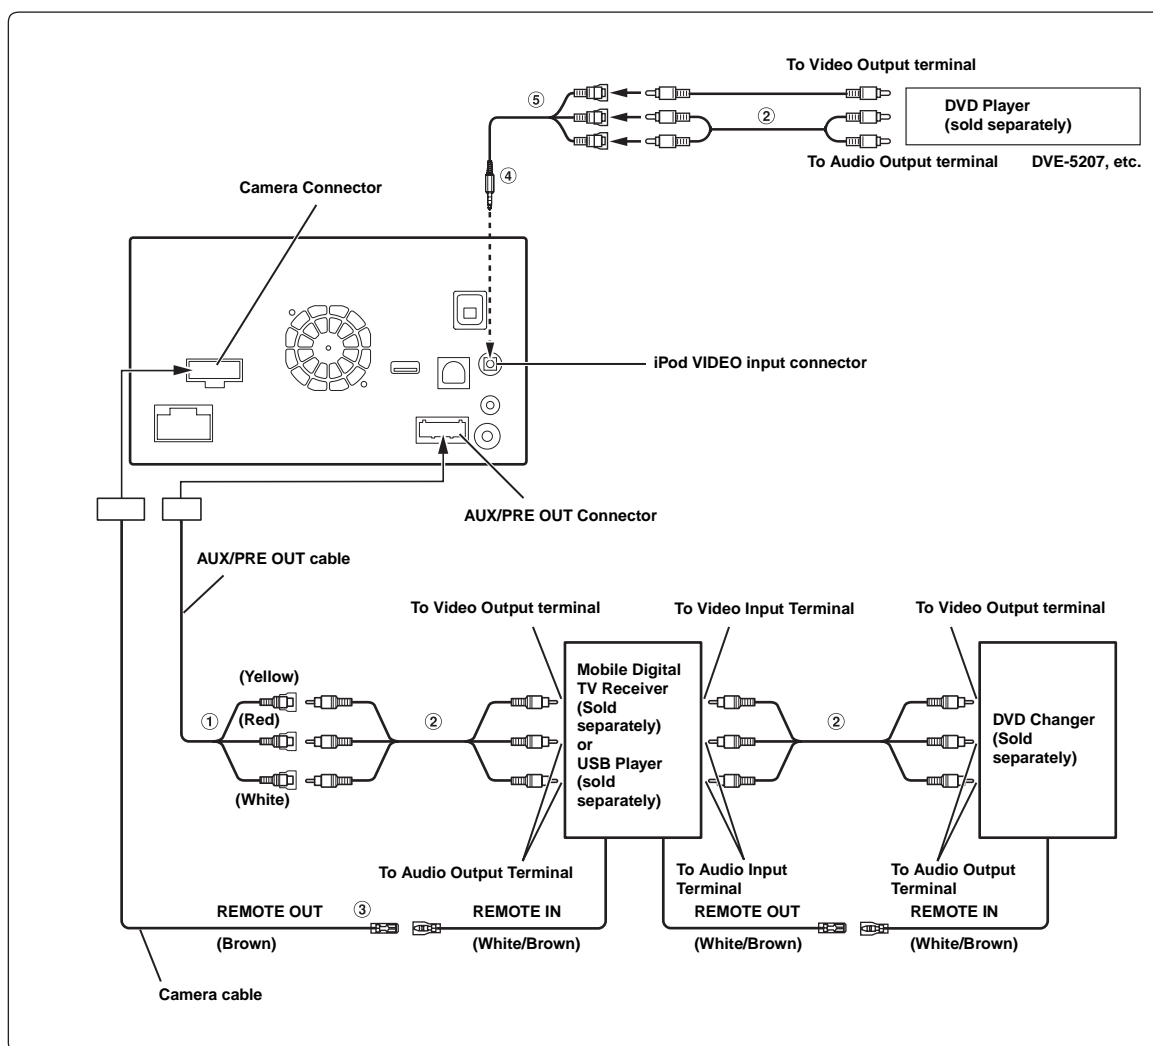 To Video Output terminal
⑤
②
DVD Player
(sold separately)
To Audio Output terminal
DVE-5207, etc.
④
Camera Connector
iPod VIDEO input connector
AUX/PRE OUT Connector
AUX/PRE OUT cable
To Video Output terminal
To Video Input Terminal
To Video Output terminal
(Yellow)
①
(Red)
(White)
②
Mobile Digital
TV Receiver
(Sold
separately)
or
USB Player
(sold
separately)
②
DVD Changer
(Sold
separately)
To Audio Output Terminal
To Audio Input
Terminal
To Audio Output
Terminal
REMOTE OUT
③
(Brown)
REMOTE IN
(White/Brown)
REMOTE OUT
(White/Brown)
REMOTE IN
(White/Brown)
Camera cable